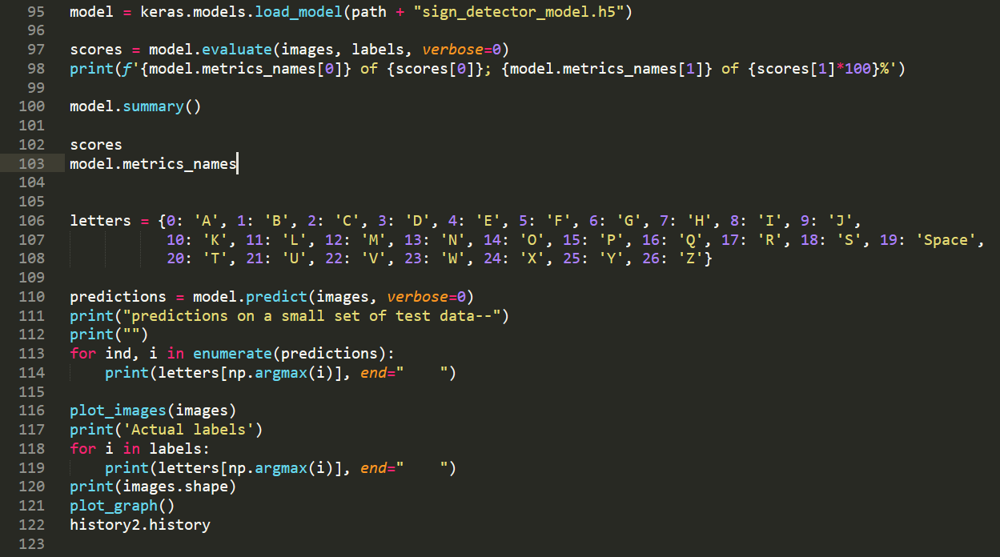 95 model = keras.models.load_model(path + "sign_detector_model.h5")
96
97 scores = model.evaluate(images, labels, verbose=0)
98 print(f'{model.metrics_names[0]} of {scores[0]}; {model.metrics_names[1]} of {scores[1]*100}%')
99
100 model.summary()
101
102 scores
103 model.metrics_names
104
105
106 letters = {0: 'A', 1: 'B', 2: 'C', 3: 'D', 4: 'E', 5: 'F', 6: 'G', 7: 'H', 8: 'I', 9: 'J',
107            10: 'K', 11: 'L', 12: 'M', 13: 'N', 14: 'O', 15: 'P', 16: 'Q', 17: 'R', 18: 'S', 19: 'Space',
108            20: 'T', 21: 'U', 22: 'V', 23: 'W', 24: 'X', 25: 'Y', 26: 'Z'}
109
110 predictions = model.predict(images, verbose=0)
111 print("predictions on a small set of test data--")
112 print("")
113 for ind, i in enumerate(predictions):
114     print(letters[np.argmax(i)], end="    ")
115
116 plot_images(images)
117 print('Actual labels')
118 for i in labels:
119     print(letters[np.argmax(i)], end="    ")
120 print(images.shape)
121 plot_graph()
122 history2.history
123